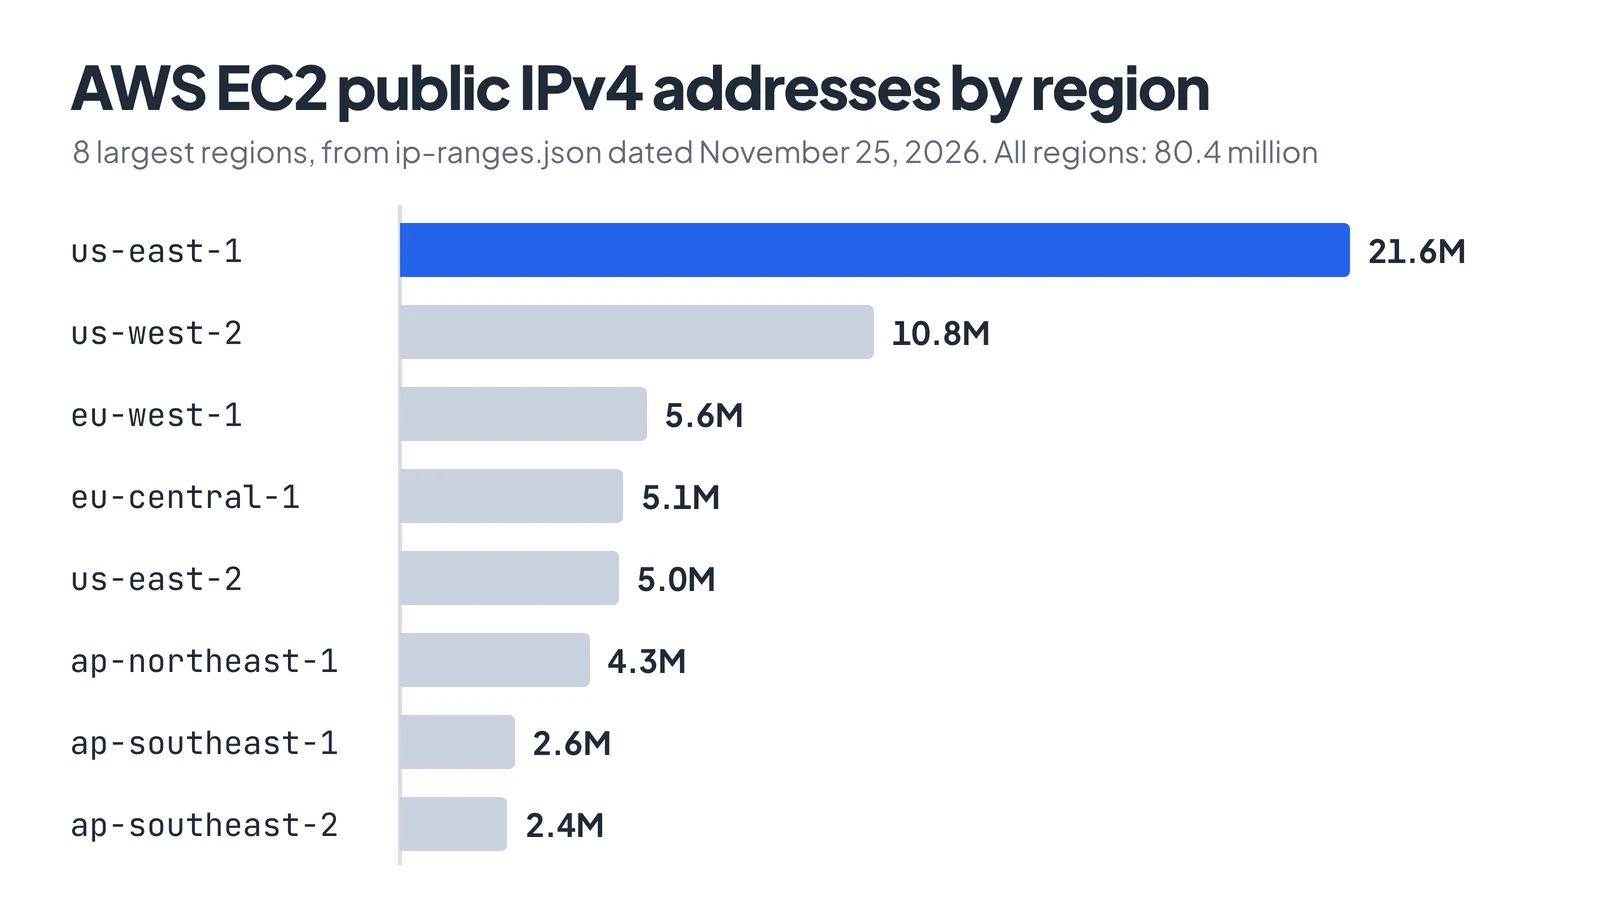 AWS EC2 public IPv4 addresses by region
8 largest regions, from ip-ranges.json dated November 25, 2026. All regions: 80.4 million
us-east-1 21.6M
us-west-2 10.8M
eu-west-1 5.6M
eu-central-1 5.1M
us-east-2 5.0M
ap-northeast-1 4.3M
ap-southeast-1 2.6M
ap-southeast-2 2.4M